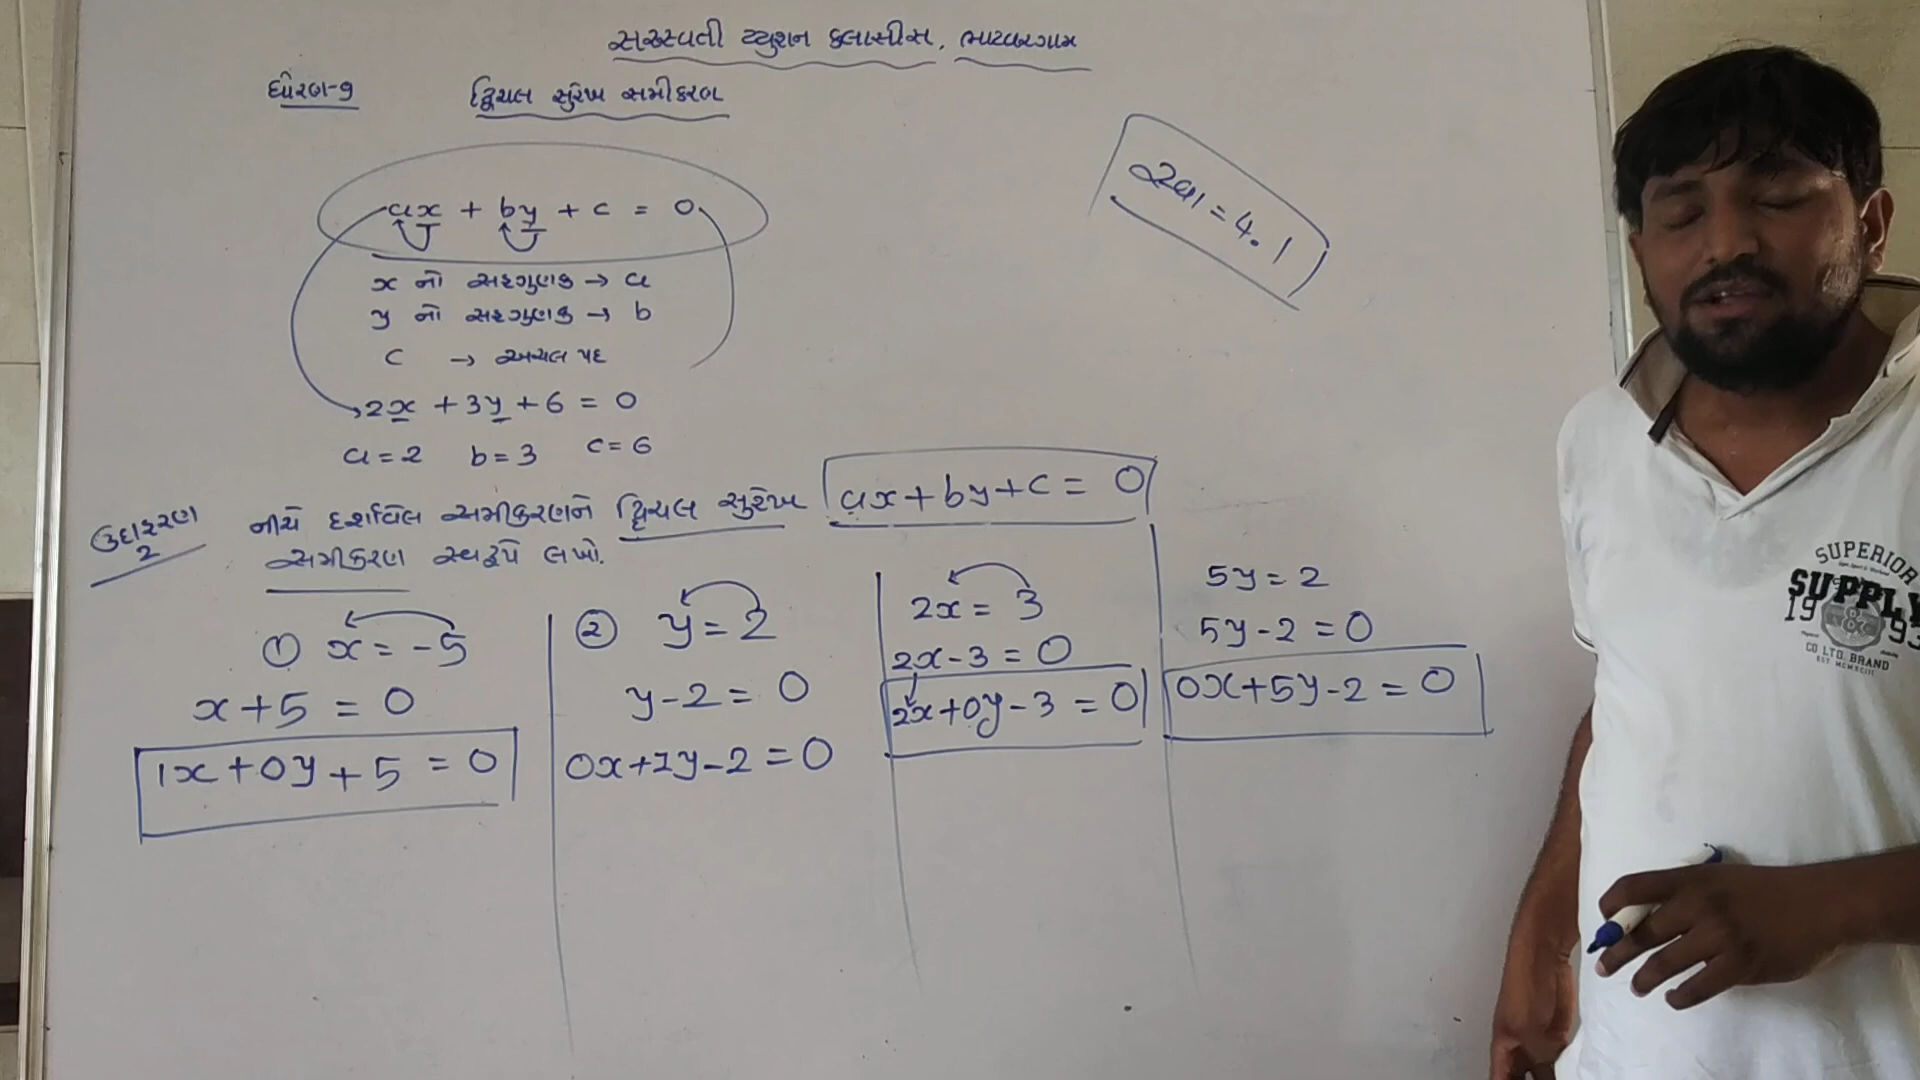 સરસ્વતી ટ્યુશન ક્લાસીસ, ભાટવરગામ
ધોરણ-9
દ્વિચલ સુરેખ સમીકરણ
ax + by + c = 0
x નો સહગુણક → a
y નો સહગુણક → b
c → અચલ પદ
2x + 3y + 6 = 0
a = 2 b = 3 c = 6
સ્વા = 4.1
ઉદાહરણ 2
નીચે દર્શાવેલ સમીકરણને દ્વિચલ સુરેખ
સમીકરણ સ્વરૂપે લખો.
ax + by + c = 0
① x = -5
x + 5 = 0
1x + 0y + 5 = 0
② y = 2
y - 2 = 0
0x + 1y - 2 = 0
2x = 3
2x - 3 = 0
2x + 0y - 3 = 0
5y = 2
5y - 2 = 0
0x + 5y - 2 = 0
SUPERIOR
SUPPLY
19 93
CO LTD. BRAND
EST. MCMXCIII